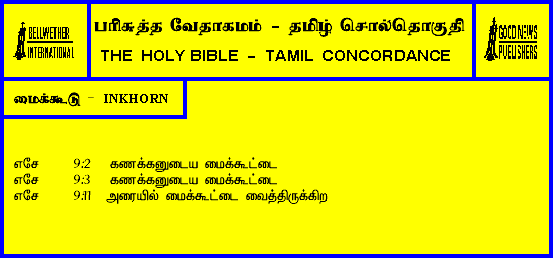 BELLWETHER
INTERNATIONAL
பரிசுத்த வேதாகமம் - தமிழ் சொல்தொகுதி
THE HOLY BIBLE - TAMIL CONCORDANCE
GOOD NEWS
PUBLISHERS
மைக்கூடு - INKHORN
எசே 9:2 கணக்கனுடைய மைக்கூட்டை
எசே 9:3 கணக்கனுடைய மைக்கூட்டை
எசே 9:11 அரையில் மைக்கூட்டை வைத்திருக்கிற